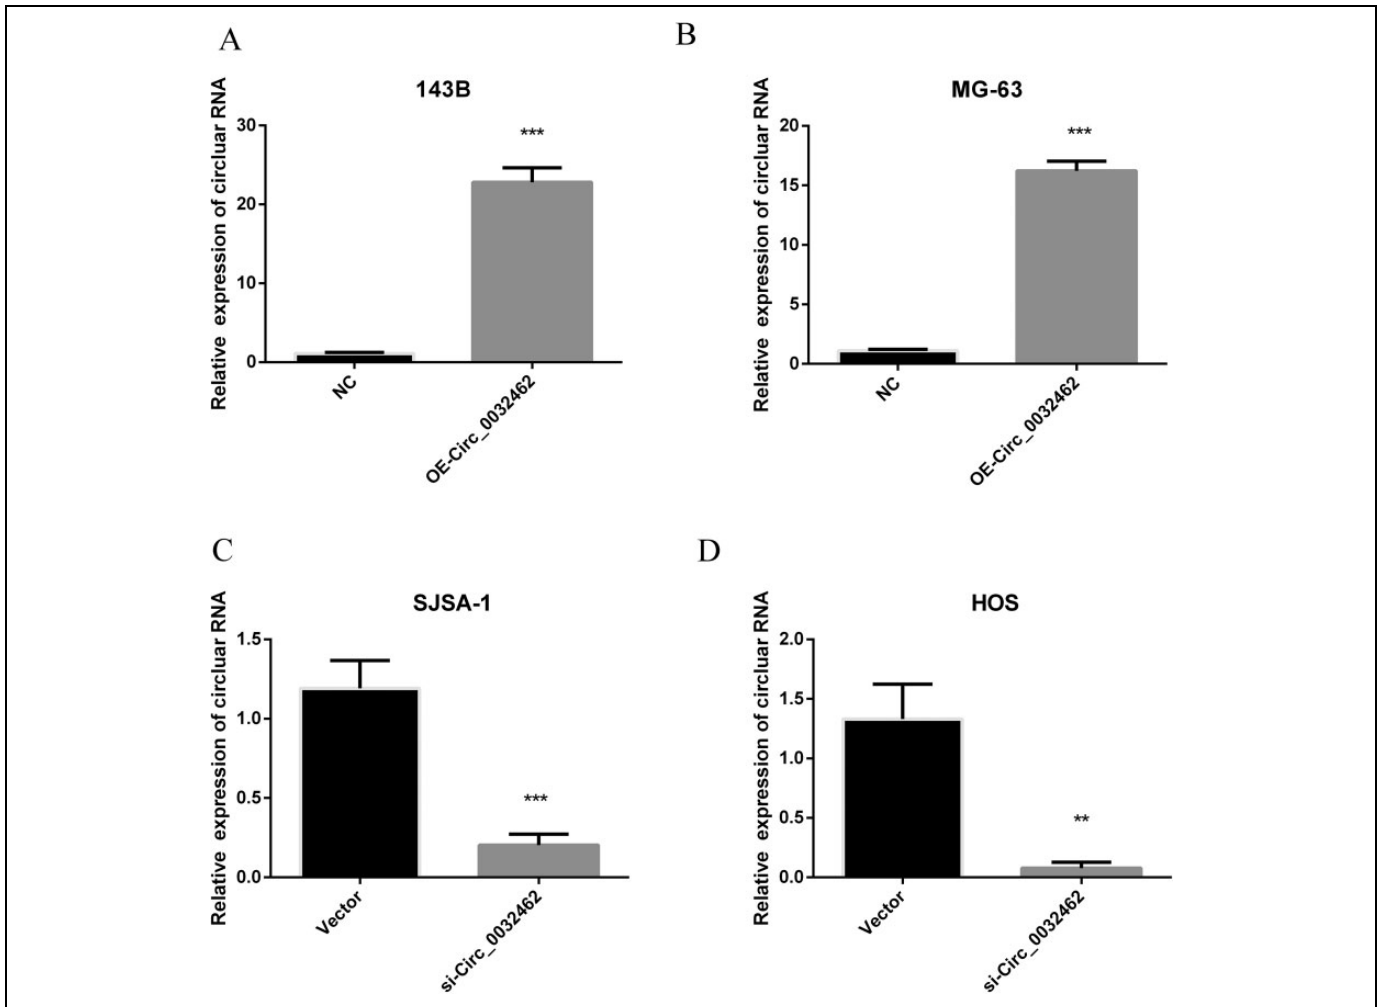 A
143B
Relative expression of circluar RNA
30
20
10
0
***
NC
OE-Circ_0032462
B
MG-63
Relative expression of circluar RNA
20
15
10
5
0
***
NC
OE-Circ_0032462
C
SJSA-1
Relative expression of circluar RNA
1.5
1.0
0.5
0.0
***
Vector
si-Circ_0032462
D
HOS
Relative expression of circluar RNA
2.0
1.5
1.0
0.5
0.0
**
Vector
si-Circ_0032462